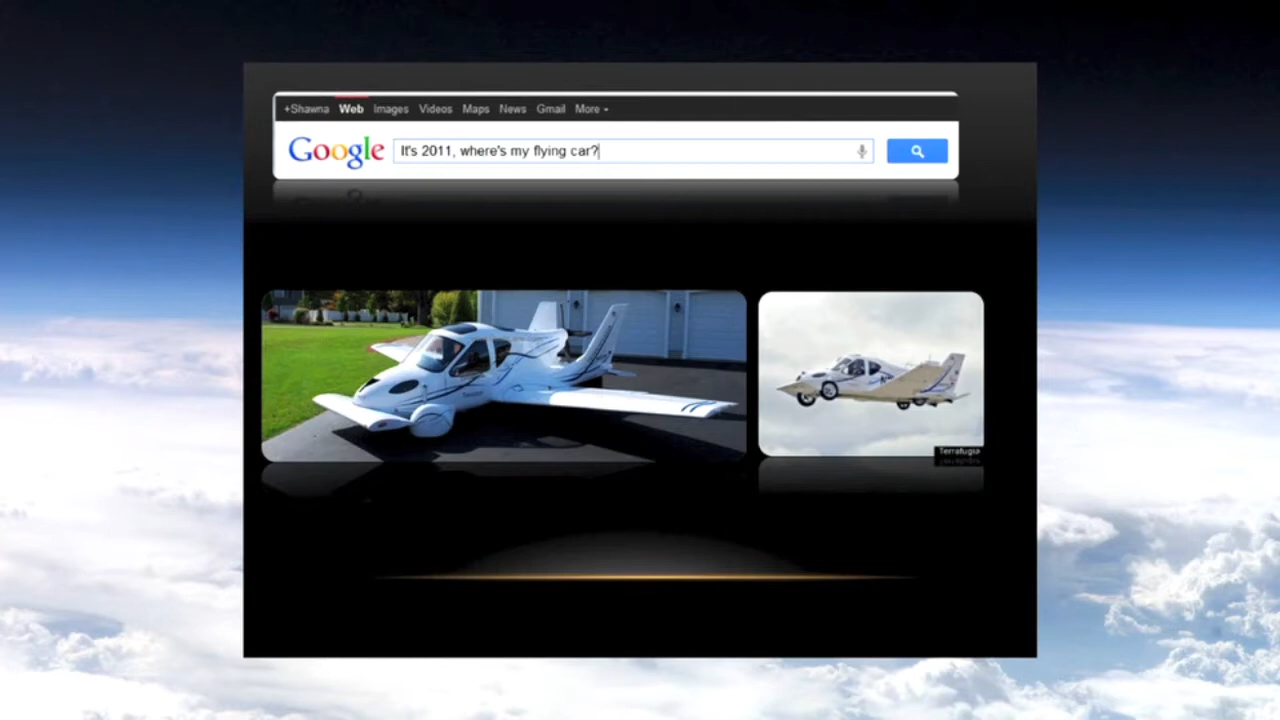 +Shawna Web Images Videos Maps News Gmail More
Google It's 2011, where's my flying car?
Terrafugia